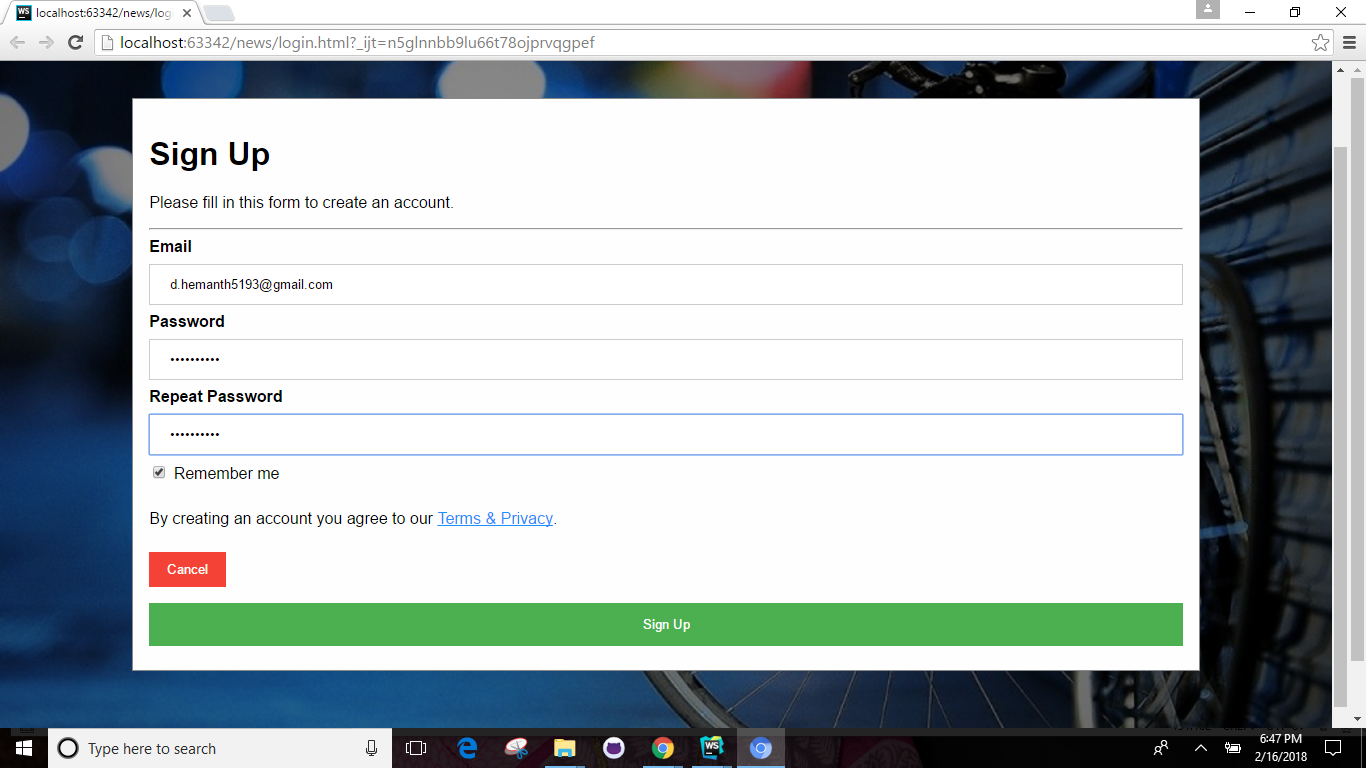 localhost:63342/news/log
localhost:63342/news/login.html?_ijt=n5glnnbb9lu66t78ojprvqgpef
Sign Up
Please fill in this form to create an account.
Email
d.hemanth5193@gmail.com
Password
••••••••••
Repeat Password
••••••••••
Remember me
By creating an account you agree to our Terms & Privacy.
Cancel
Sign Up
Type here to search
WS
6:47 PM
2/16/2018